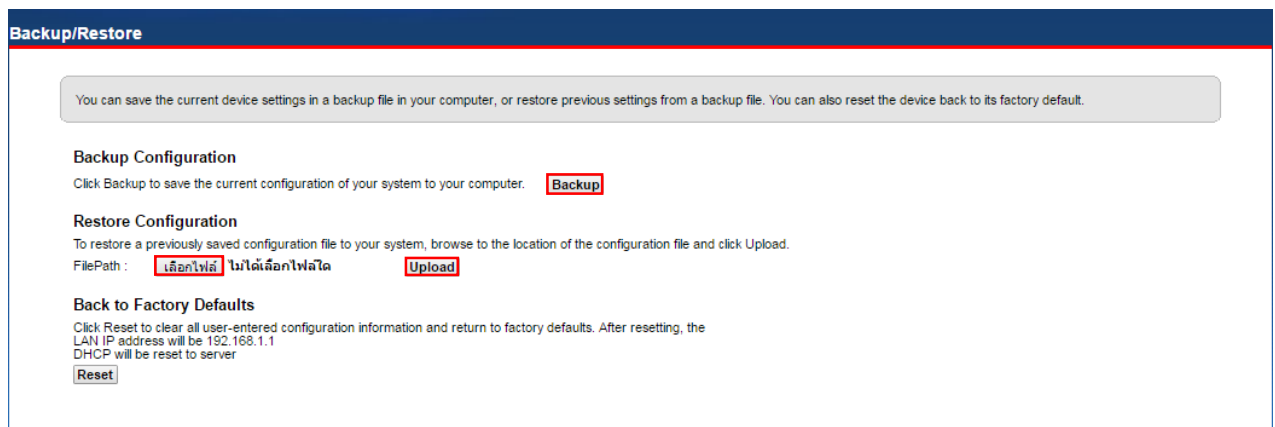 Backup/Restore
You can save the current device settings in a backup file in your computer, or restore previous settings from a backup file. You can also reset the device back to its factory default.
Backup Configuration
Click Backup to save the current configuration of your system to your computer. Backup
Restore Configuration
To restore a previously saved configuration file to your system, browse to the location of the configuration file and click Upload.
FilePath : เลือกไฟล์ ไม่ได้เลือกไฟล์ใด Upload
Back to Factory Defaults
Click Reset to clear all user-entered configuration information and return to factory defaults. After resetting, the
LAN IP address will be 192.168.1.1
DHCP will be reset to server
Reset